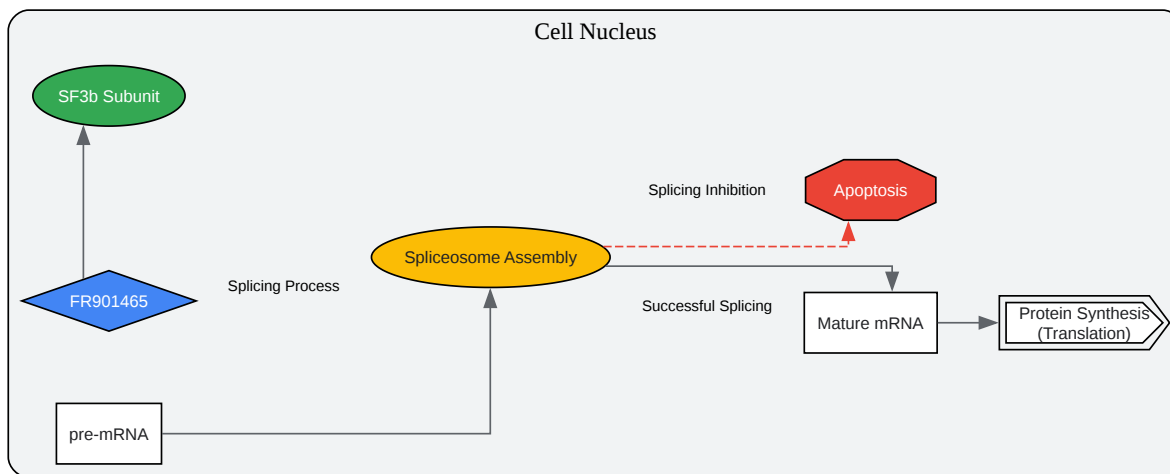 Cell Nucleus
SF3b Subunit
Splicing Inhibition
Apoptosis
Spliceosome Assembly
FR901465
Splicing Process
Successful Splicing
Mature mRNA
Protein Synthesis
(Translation)
pre-mRNA